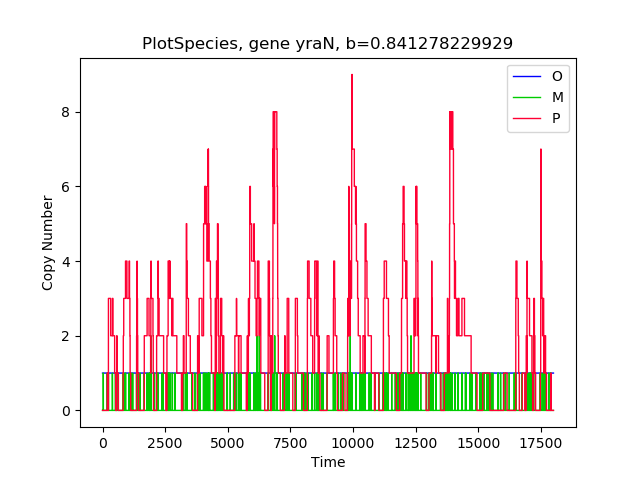 PlotSpecies, gene yraN, b=0.841278229929
O
M
P
Copy Number
8
6
4
2
0
0 2500 5000 7500 10000 12500 15000 17500
Time